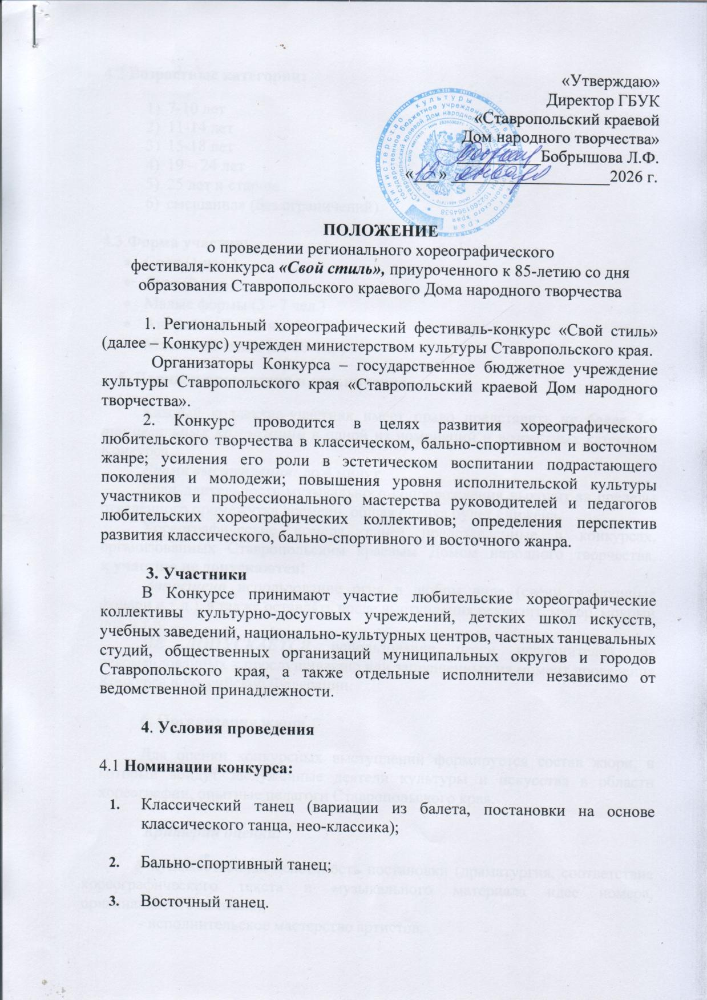 «Утверждаю»
Директор ГБУК
«Ставропольский краевой
Дом народного творчества»
Бобрышова Л.Ф.
«12» января 2026 г.
ПОЛОЖЕНИЕ
о проведении регионального хореографического
фестиваля-конкурса «Свой стиль», приуроченного к 85-летию со дня
образования Ставропольского краевого Дома народного творчества
1. Региональный хореографический фестиваль-конкурс «Свой стиль»
(далее – Конкурс) учрежден министерством культуры Ставропольского края.
Организаторы Конкурса – государственное бюджетное учреждение
культуры Ставропольского края «Ставропольский краевой Дом народного
творчества».
2. Конкурс проводится в целях развития хореографического
любительского творчества в классическом, бально-спортивном и восточном
жанре; усиления его роли в эстетическом воспитании подрастающего
поколения и молодежи; повышения уровня исполнительской культуры
участников и профессионального мастерства руководителей и педагогов
любительских хореографических коллективов; определения перспектив
развития классического, бально-спортивного и восточного жанра.
3. Участники
В Конкурсе принимают участие любительские хореографические
коллективы культурно-досуговых учреждений, детских школ искусств,
учебных заведений, национально-культурных центров, частных танцевальных
студий, общественных организаций муниципальных округов и городов
Ставропольского края, а также отдельные исполнители независимо от
ведомственной принадлежности.
4. Условия проведения
4.1 Номинации конкурса:
1. Классический танец (вариации из балета, постановки на основе
классического танца, нео-классика);
2. Бально-спортивный танец;
3. Восточный танец.